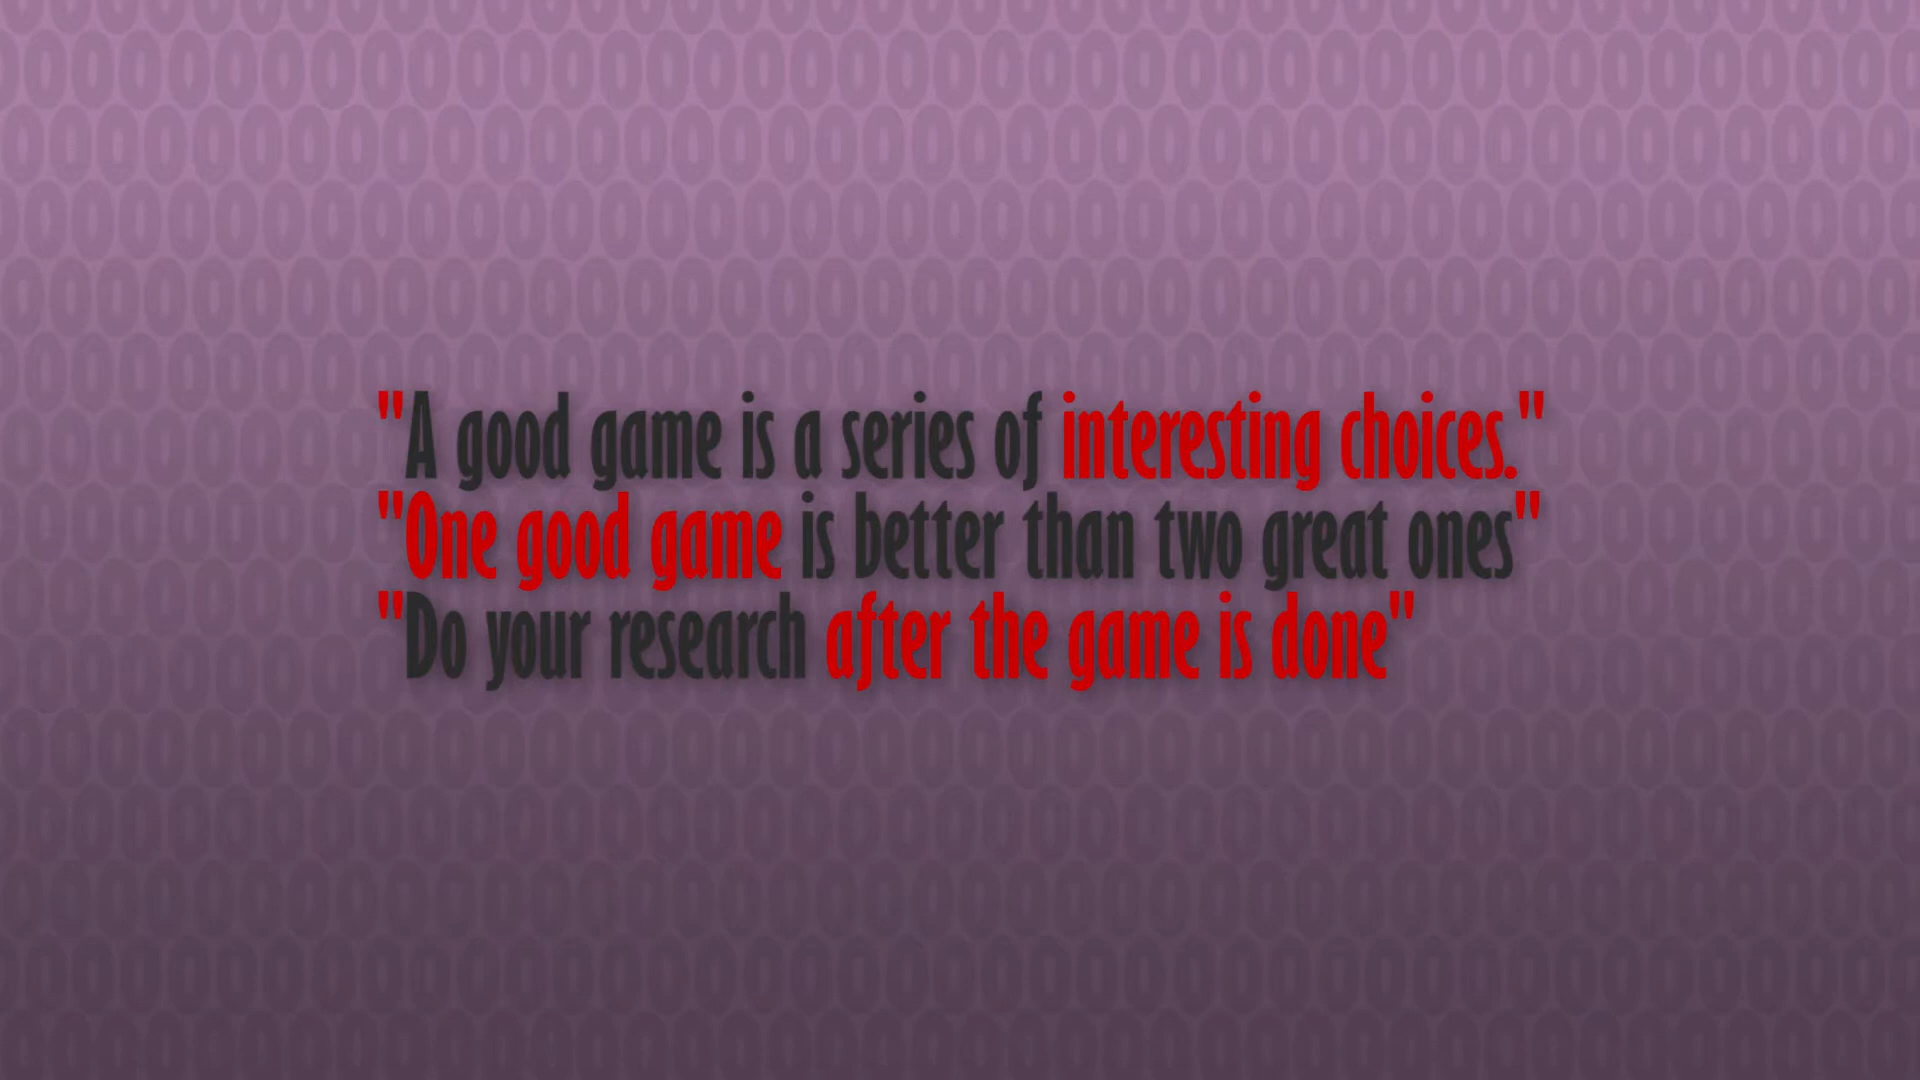 "A good game is a series of interesting choices."
"One good game is better than two great ones"
"Do your research after the game is done"